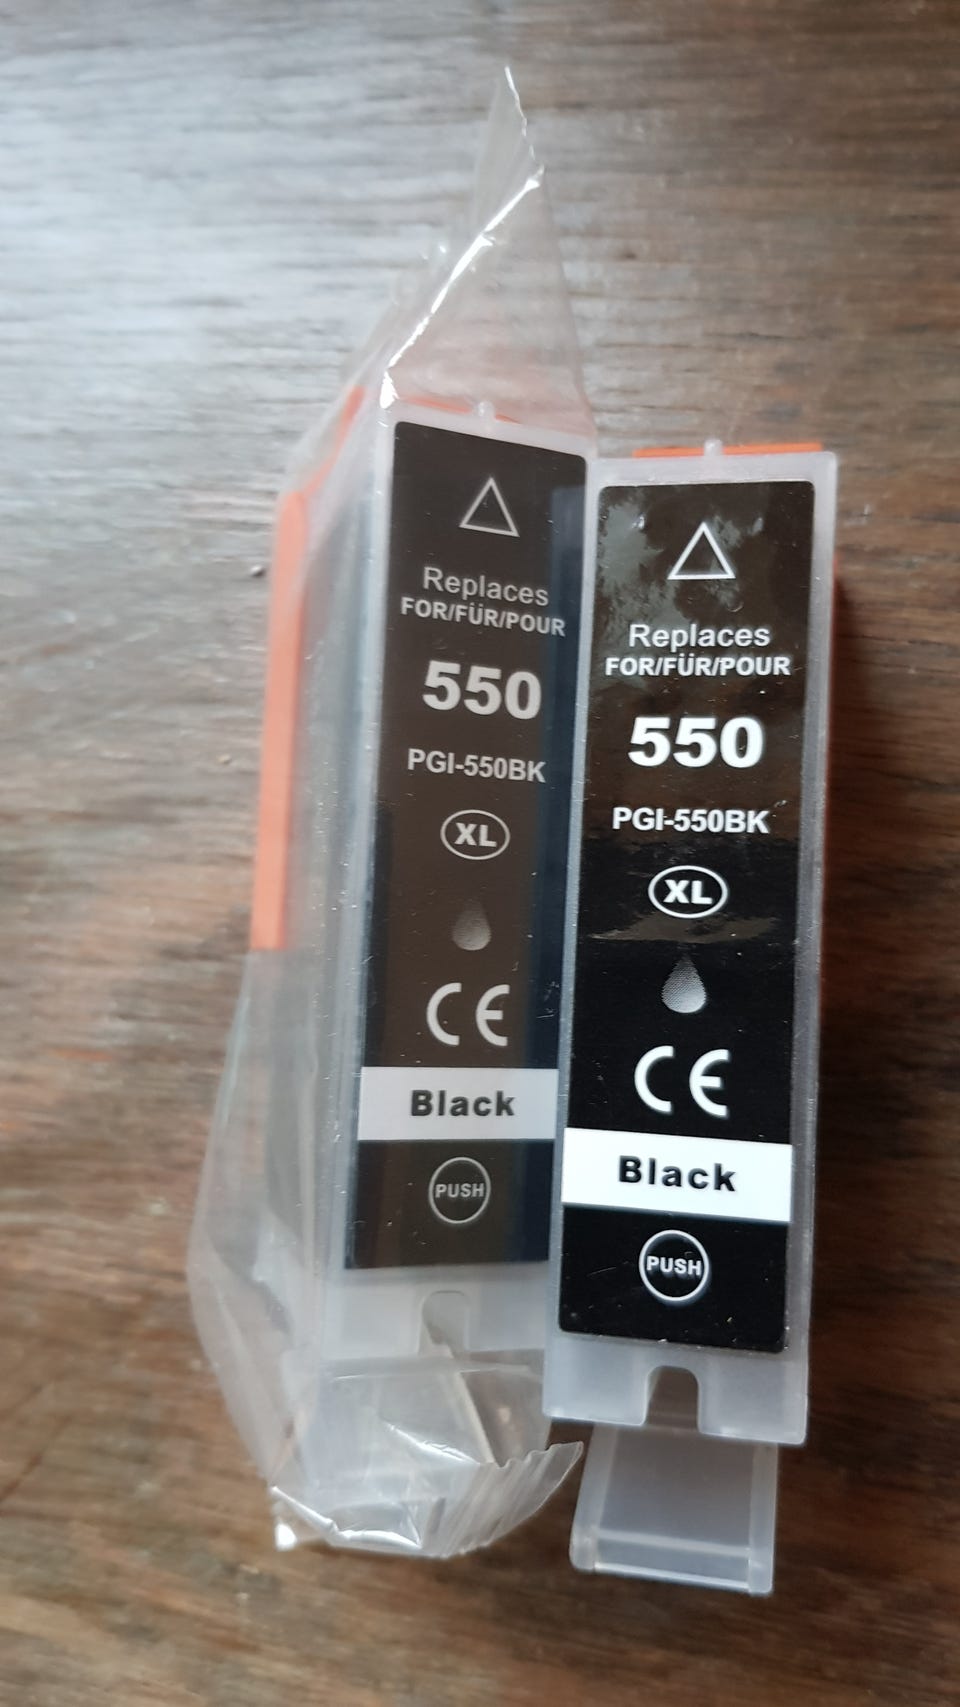 Replaces
FOR/FÜR/POUR
550
PGI-550BK
XL
CE
Black
PUSH
Replaces
FOR/FÜR/POUR
550
PGI-550BK
XL
CE
Black
PUSH